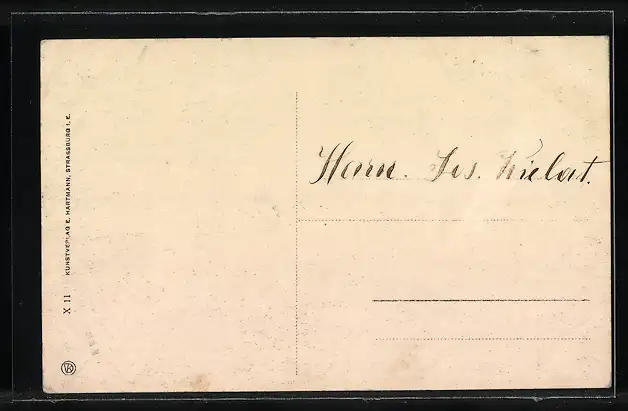 KUNSTVERLAG E. HARTMANN, STRASSBURG I. E.
X 11
Herrn. Jos. Kielat.